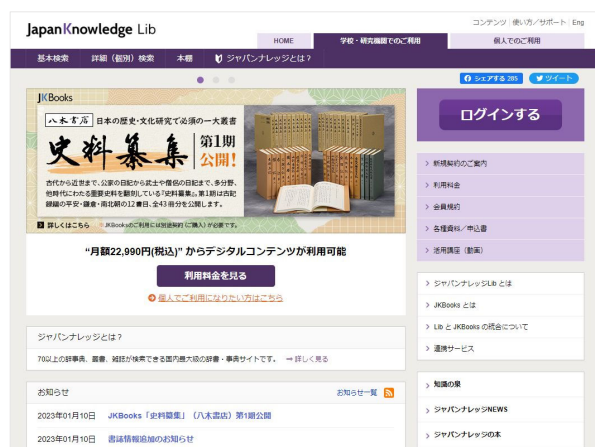 コンテンツ | 使い方／サポート | Eng
JapanKnowledge Lib
HOME
学校・研究機関でのご利用
個人でのご利用
基本検索
詳細（個別）検索
本棚
ジャパンナレッジとは？
シェアする 285
ツイート
JKBooks
八木書店 日本の歴史・文化研究で必須の一大叢書
史料纂集 第1期公開!
古代から近世まで、公家の日記から武士や僧侶の日記まで、多分野、
他時代にわたる重要史料を翻刻している『史料纂集』。第1期は古記
録編の平安・鎌倉・南北朝の12書目、全43冊分を公開します。
詳しくはこちら ※JKBooksのご利用には別途契約（ご購入）が必要です。
“月額22,990円(税込)” からデジタルコンテンツが利用可能
利用料金を見る
個人でご利用になりたい方はこちら
ジャパンナレッジとは？
70以上の辞事典、叢書、雑誌が検索できる国内最大級の辞書・事典サイトです。 ⇒詳しく見る
お知らせ
お知らせ一覧
2023年01月10日 JKBooks「史料纂集」（八木書店）第1期公開
2023年01月10日 書誌情報追加のお知らせ
ログインする
新規契約のご案内
利用料金
会員規約
各種資料／申込書
活用講座（動画）
ジャパンナレッジLib とは
JKBooks とは
Lib と JKBooks の統合について
連携サービス
知識の泉
ジャパンナレッジNEWS
ジャパンナレッジの本